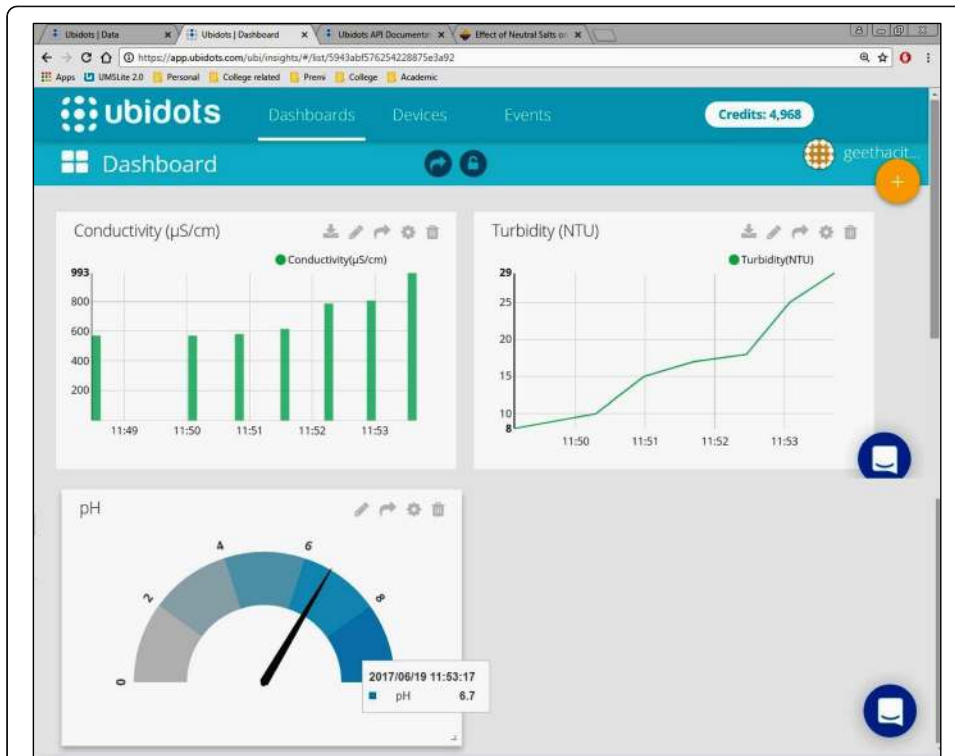 Ubidots | Data
Ubidots | Dashboard
Ubidots API Documentat
Effect of Neutral Salts on
https://app.ubidots.com/ubi/insights/#/list/5943abf576254228875e3a92
Apps UMSLite 2.0 Personal College related Premi College Academic
ubidots Dashboards Devices Events Credits: 4,968
Dashboard geethacit...
+
Conductivity (µS/cm)
Conductivity(µS/cm)
993
800
600
400
200
11:49 11:50 11:51 11:52 11:53
Turbidity (NTU)
Turbidity(NTU)
29
25
20
15
10
8
11:50 11:51 11:52 11:53
pH
0 2 4 6 8
2017/06/19 11:53:17
pH 6.7